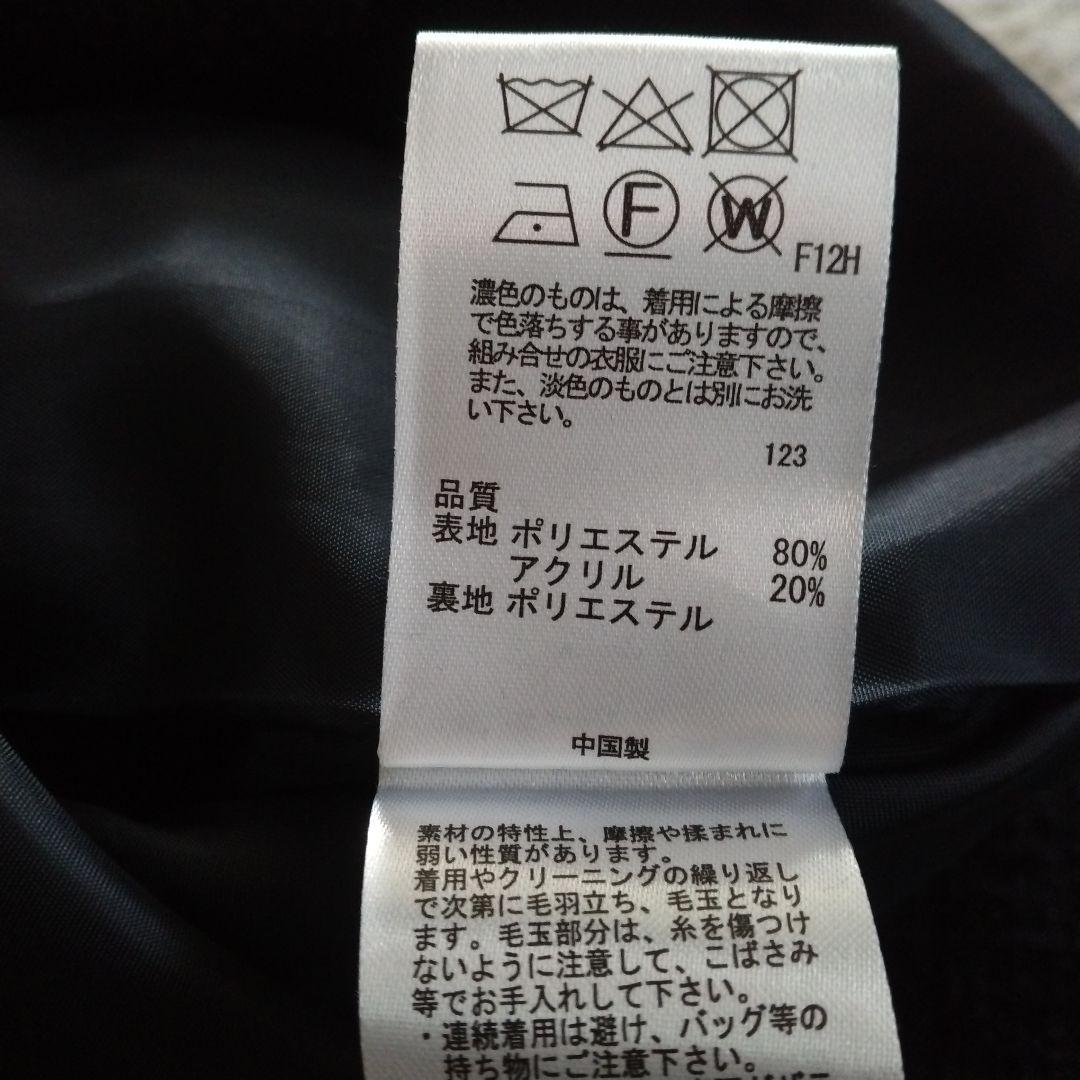 F
W
F12H
濃色のものは、着用による摩擦
で色落ちする事がありますので、
組み合せの衣服にご注意下さい。
また、淡色のものとは別にお洗
い下さい。
123
品質
表地 ポリエステル 80%
アクリル 20%
裏地 ポリエステル
中国製
素材の特性上、摩擦や揉まれに
弱い性質があります。
着用やクリーニングの繰り返し
で次第に毛羽立ち、毛玉となり
ます。毛玉部分は、糸を傷つけ
ないように注意して、こばさみ
等でお手入れして下さい。
・連続着用は避け、バッグ等の
持ち物にご注意下さい。